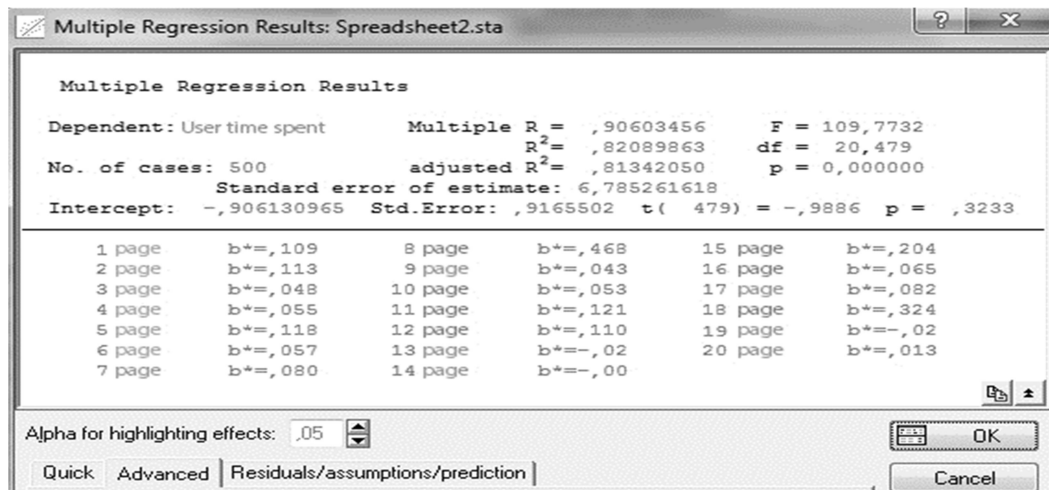 Multiple Regression Results: Spreadsheet2.sta
Multiple Regression Results
Dependent: User time spent Multiple R = ,90603456 F = 109,7732
R²= ,82089863 df = 20,479
No. of cases: 500 adjusted R²= ,81342050 p = 0,000000
Standard error of estimate: 6,785261618
Intercept: -,906130965 Std.Error: ,9165502 t( 479) = -,9886 p = ,3233
1 page b*=,109 8 page b*=,468 15 page b*=,204
2 page b*=,113 9 page b*=,043 16 page b*=,065
3 page b*=,048 10 page b*=,053 17 page b*=,082
4 page b*=,055 11 page b*=,121 18 page b*=,324
5 page b*=,118 12 page b*=,110 19 page b*=-,02
6 page b*=,057 13 page b*=-,02 20 page b*=,013
7 page b*=,080 14 page b*=-,00
Alpha for highlighting effects: ,05 OK
Quick Advanced Residuals/assumptions/prediction Cancel